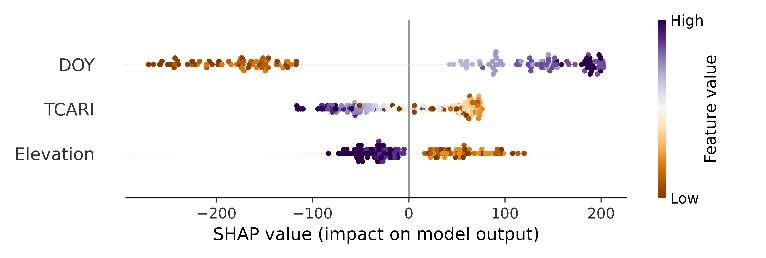 High
DOY
TCARI
Elevation
Feature value
Low
−200 −100 0 100 200
SHAP value (impact on model output)